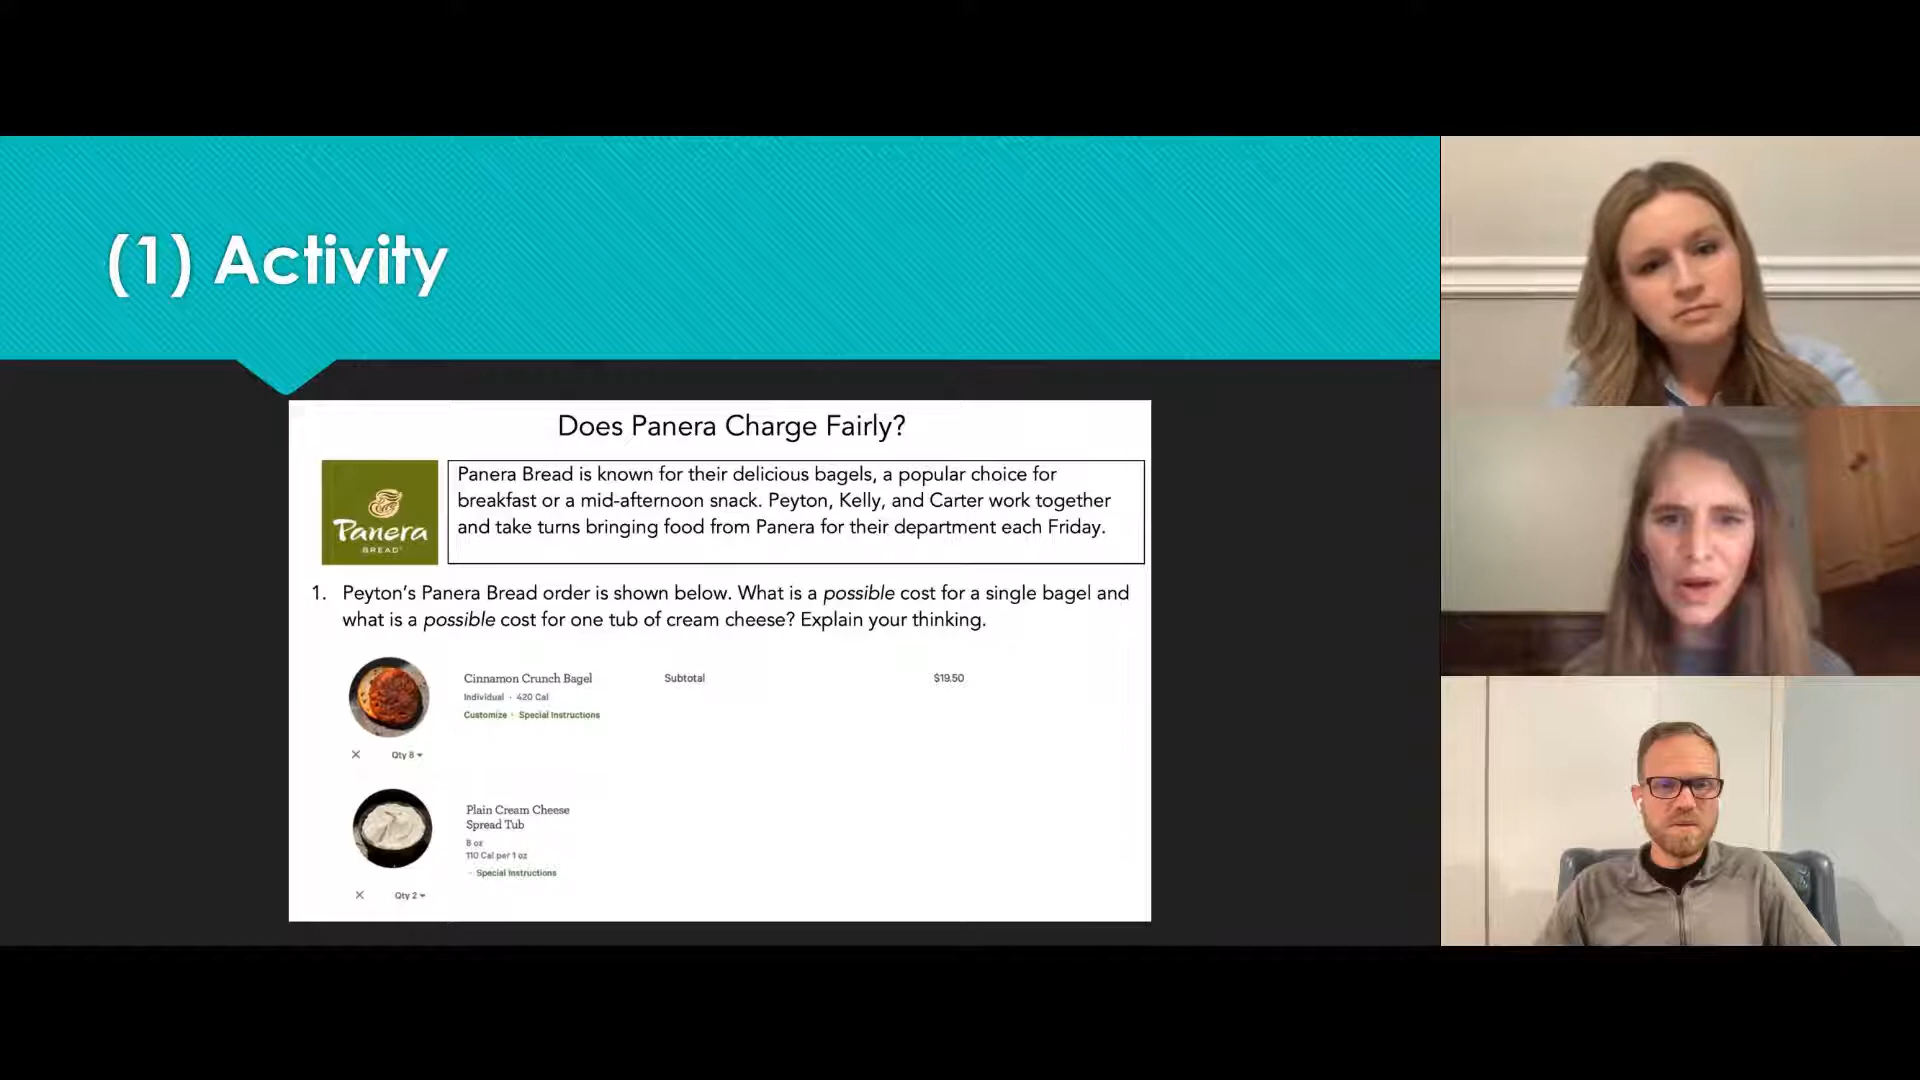 (1) Activity
Does Panera Charge Fairly?
Panera
BREAD
Panera Bread is known for their delicious bagels, a popular choice for
breakfast or a mid-afternoon snack. Peyton, Kelly, and Carter work together
and take turns bringing food from Panera for their department each Friday.
1. Peyton's Panera Bread order is shown below. What is a possible cost for a single bagel and
what is a possible cost for one tub of cream cheese? Explain your thinking.
Cinnamon Crunch Bagel Subtotal $19.50
Individual · 420 Cal
Customize · Special Instructions
× Qty 8
Plain Cream Cheese
Spread Tub
8 oz
110 Cal per 1 oz
· Special Instructions
× Qty 2